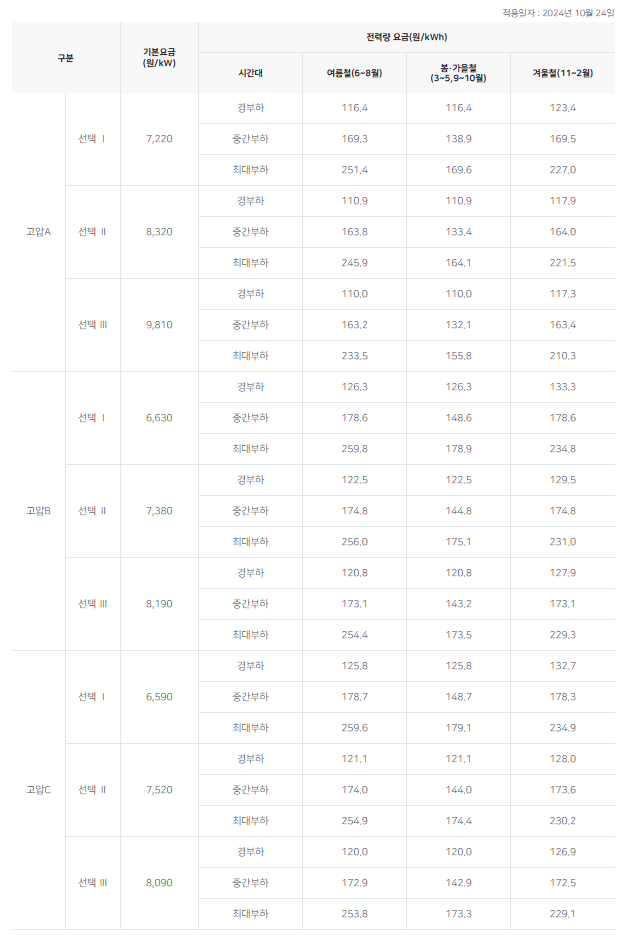 적용일자 : 2024년 10월 24일
구분 기본요금 (원/kW) 전력량 요금(원/kWh)
시간대 여름철(6~8월) 봄·가을철 (3~5,9~10월) 겨울철(11~2월)
고압A 선택 Ⅰ 7,220 경부하 116.4 116.4 123.4
중간부하 169.3 138.9 169.5
최대부하 251.4 169.6 227.0
선택 Ⅱ 8,320 경부하 110.9 110.9 117.9
중간부하 163.8 133.4 164.0
최대부하 245.9 164.1 221.5
선택 Ⅲ 9,810 경부하 110.0 110.0 117.3
중간부하 163.2 132.1 163.4
최대부하 233.5 155.8 210.3
고압B 선택 Ⅰ 6,630 경부하 126.3 126.3 133.3
중간부하 178.6 148.6 178.6
최대부하 259.8 178.9 234.8
선택 Ⅱ 7,380 경부하 122.5 122.5 129.5
중간부하 174.8 144.8 174.8
최대부하 256.0 175.1 231.0
선택 Ⅲ 8,190 경부하 120.8 120.8 127.9
중간부하 173.1 143.2 173.1
최대부하 254.4 173.5 229.3
고압C 선택 Ⅰ 6,590 경부하 125.8 125.8 132.7
중간부하 178.7 148.7 178.3
최대부하 259.6 179.1 234.9
선택 Ⅱ 7,520 경부하 121.1 121.1 128.0
중간부하 174.0 144.0 173.6
최대부하 254.9 174.4 230.2
선택 Ⅲ 8,090 경부하 120.0 120.0 126.9
중간부하 172.9 142.9 172.5
최대부하 253.8 173.3 229.1